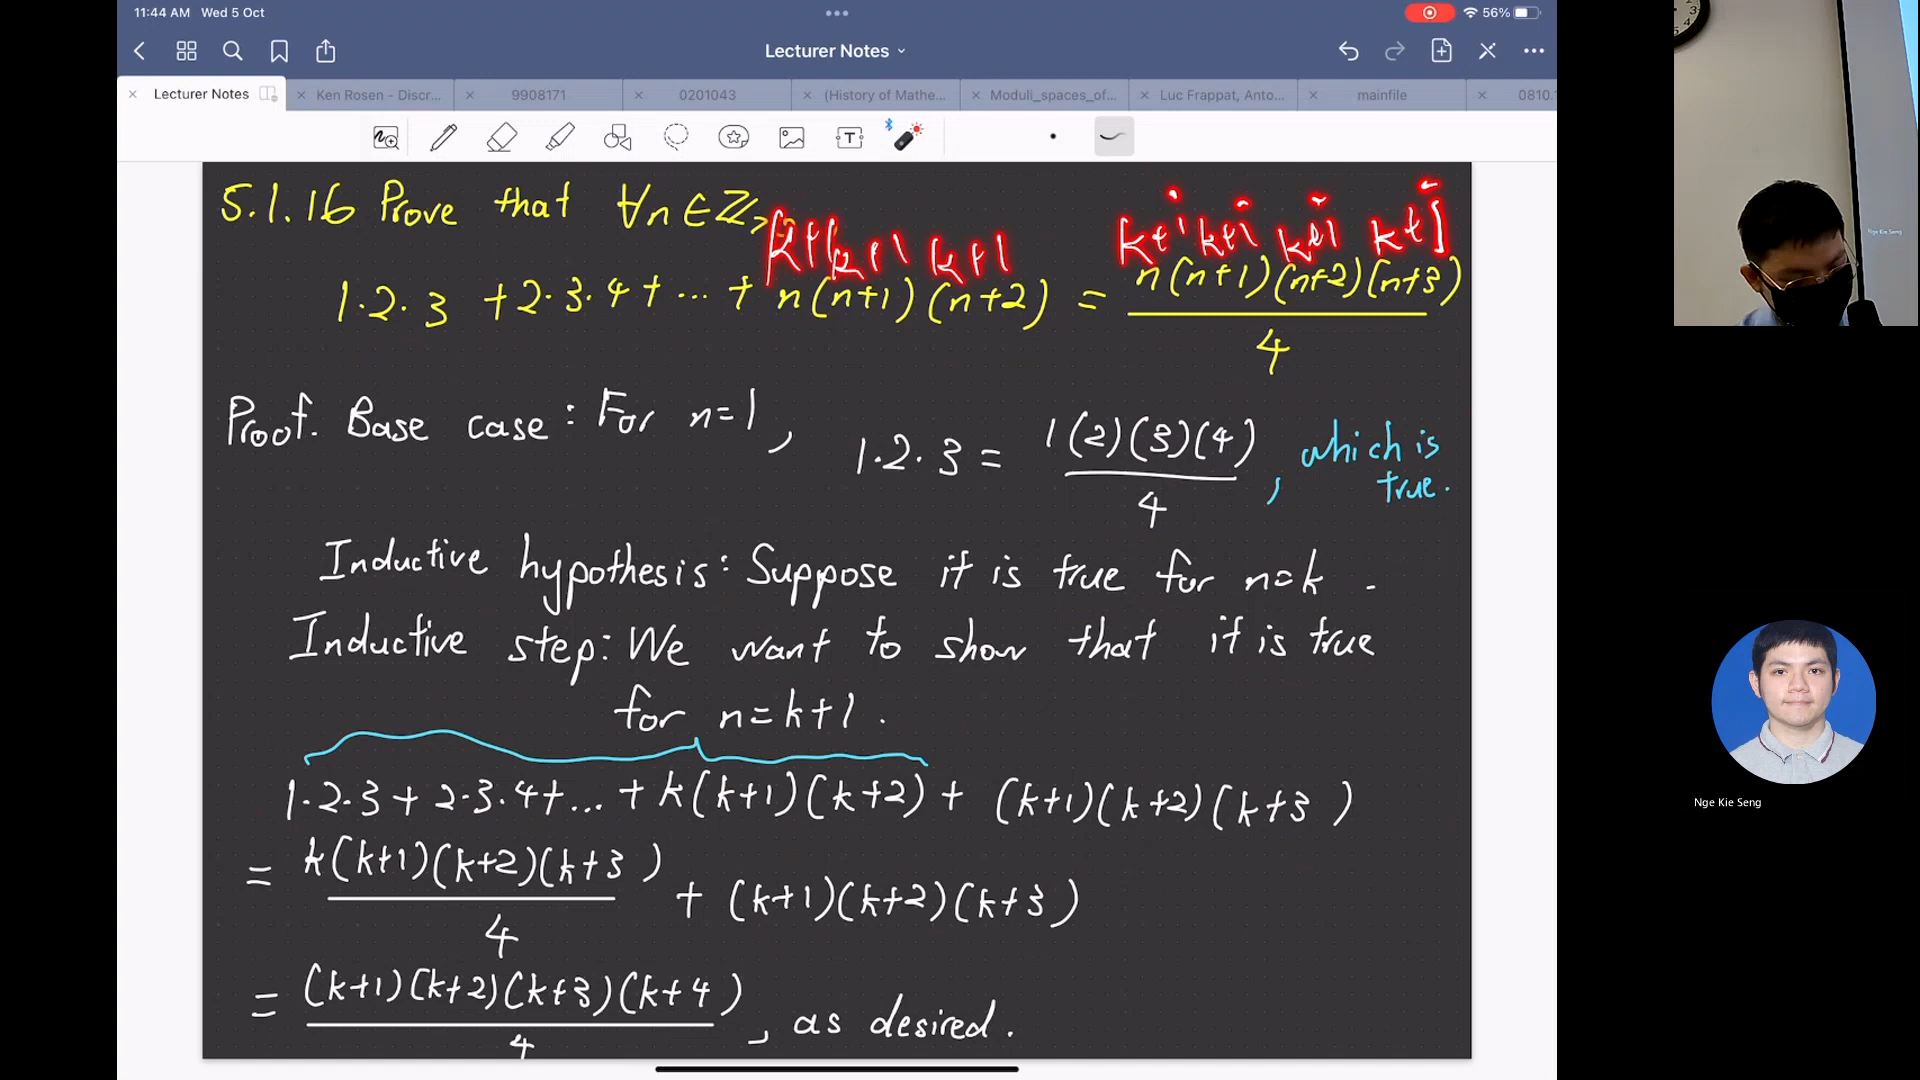 11:44 AM Wed 5 Oct
56%
Lecturer Notes
Lecturer Notes
Ken Rosen - Discr...
9908171
0201043
(History of Mathe...
Moduli_spaces_of...
Luc Frappat, Anto...
mainfile
0810.
5.1.16 Prove that ∀n∈ℤ>
k+1 k+1 k+1 k+1 k+1 k+1 k+1
1·2·3 + 2·3·4 + ... + n(n+1)(n+2) = n(n+1)(n+2)(n+3)/4
Proof. Base case: For n=1, 1·2·3 = 1(2)(3)(4)/4, which is
true.
Inductive hypothesis: Suppose it is true for n=k.
Inductive step: We want to show that it is true
for n=k+1.
1·2·3 + 2·3·4 + ... + k(k+1)(k+2) + (k+1)(k+2)(k+3)
= k(k+1)(k+2)(k+3)/4 + (k+1)(k+2)(k+3)
= (k+1)(k+2)(k+3)(k+4)/4, as desired.
Nge Kie Seng
Nge Kie Seng